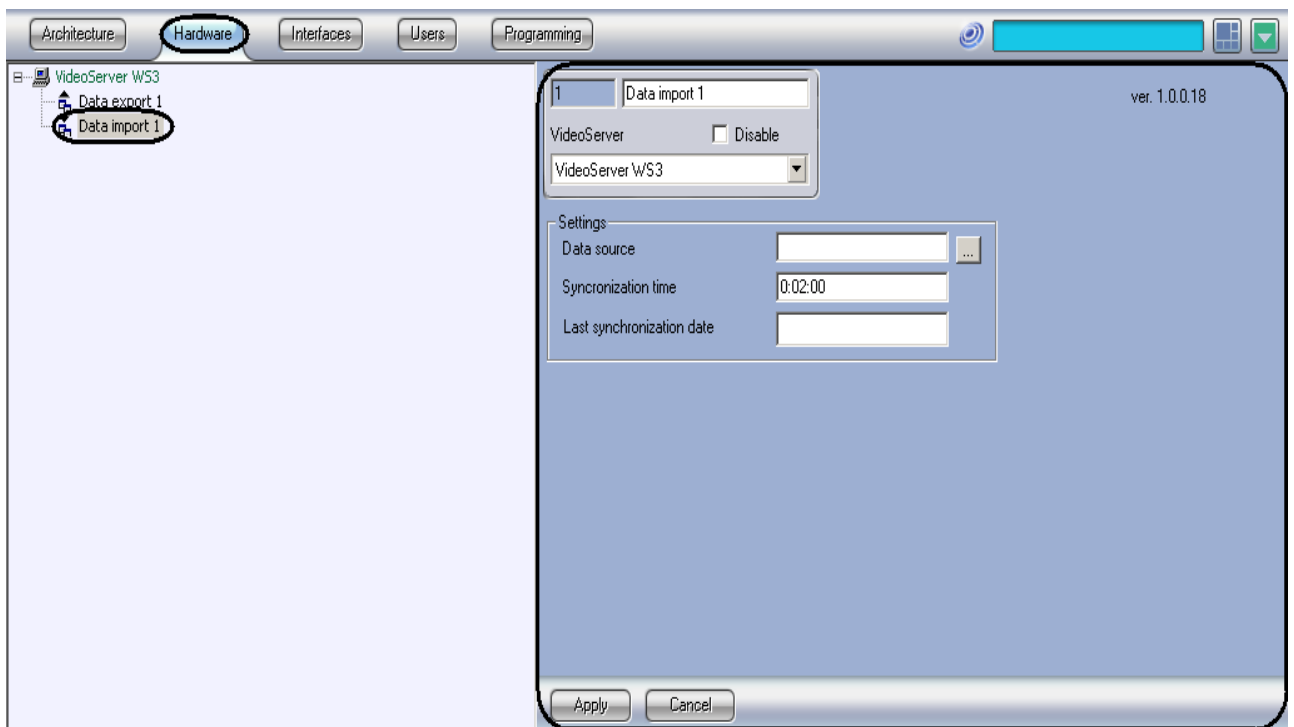 Architecture Hardware Interfaces Users Programming
VideoServer WS3
Data export 1
Data import 1
1 Data import 1
ver. 1.0.0.18
VideoServer Disable
VideoServer WS3
Settings
Data source ...
Syncronization time 0:02:00
Last synchronization date
Apply Cancel